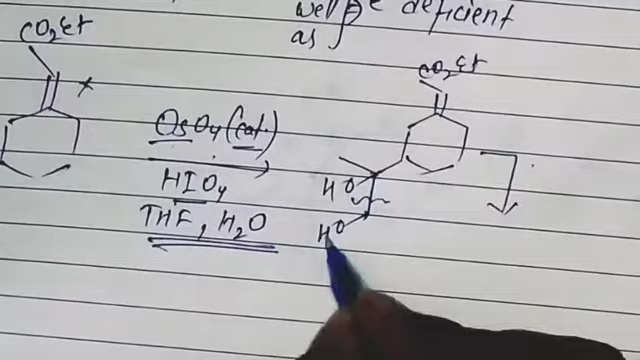 well e deficient
as
CO2Et
CO2Et
OsO4(cat.)
HIO4
THF, H2O
HO
HO